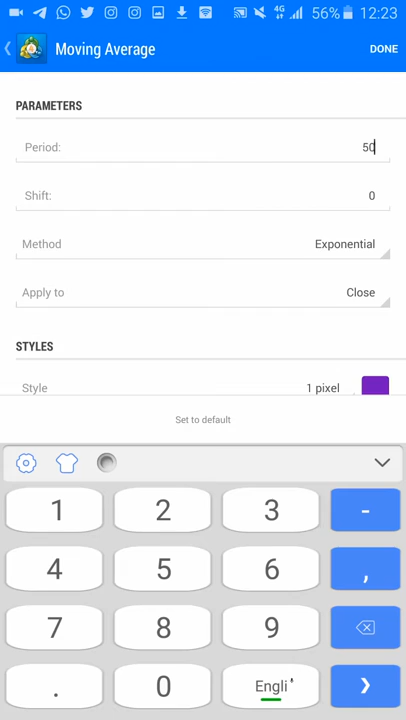 4G 56% 12:23
Moving Average DONE
PARAMETERS
Period: 50
Shift: 0
Method Exponential
Apply to Close
STYLES
Style 1 pixel
Set to default
1 2 3 -
4 5 6 ,
7 8 9
. 0 Engli